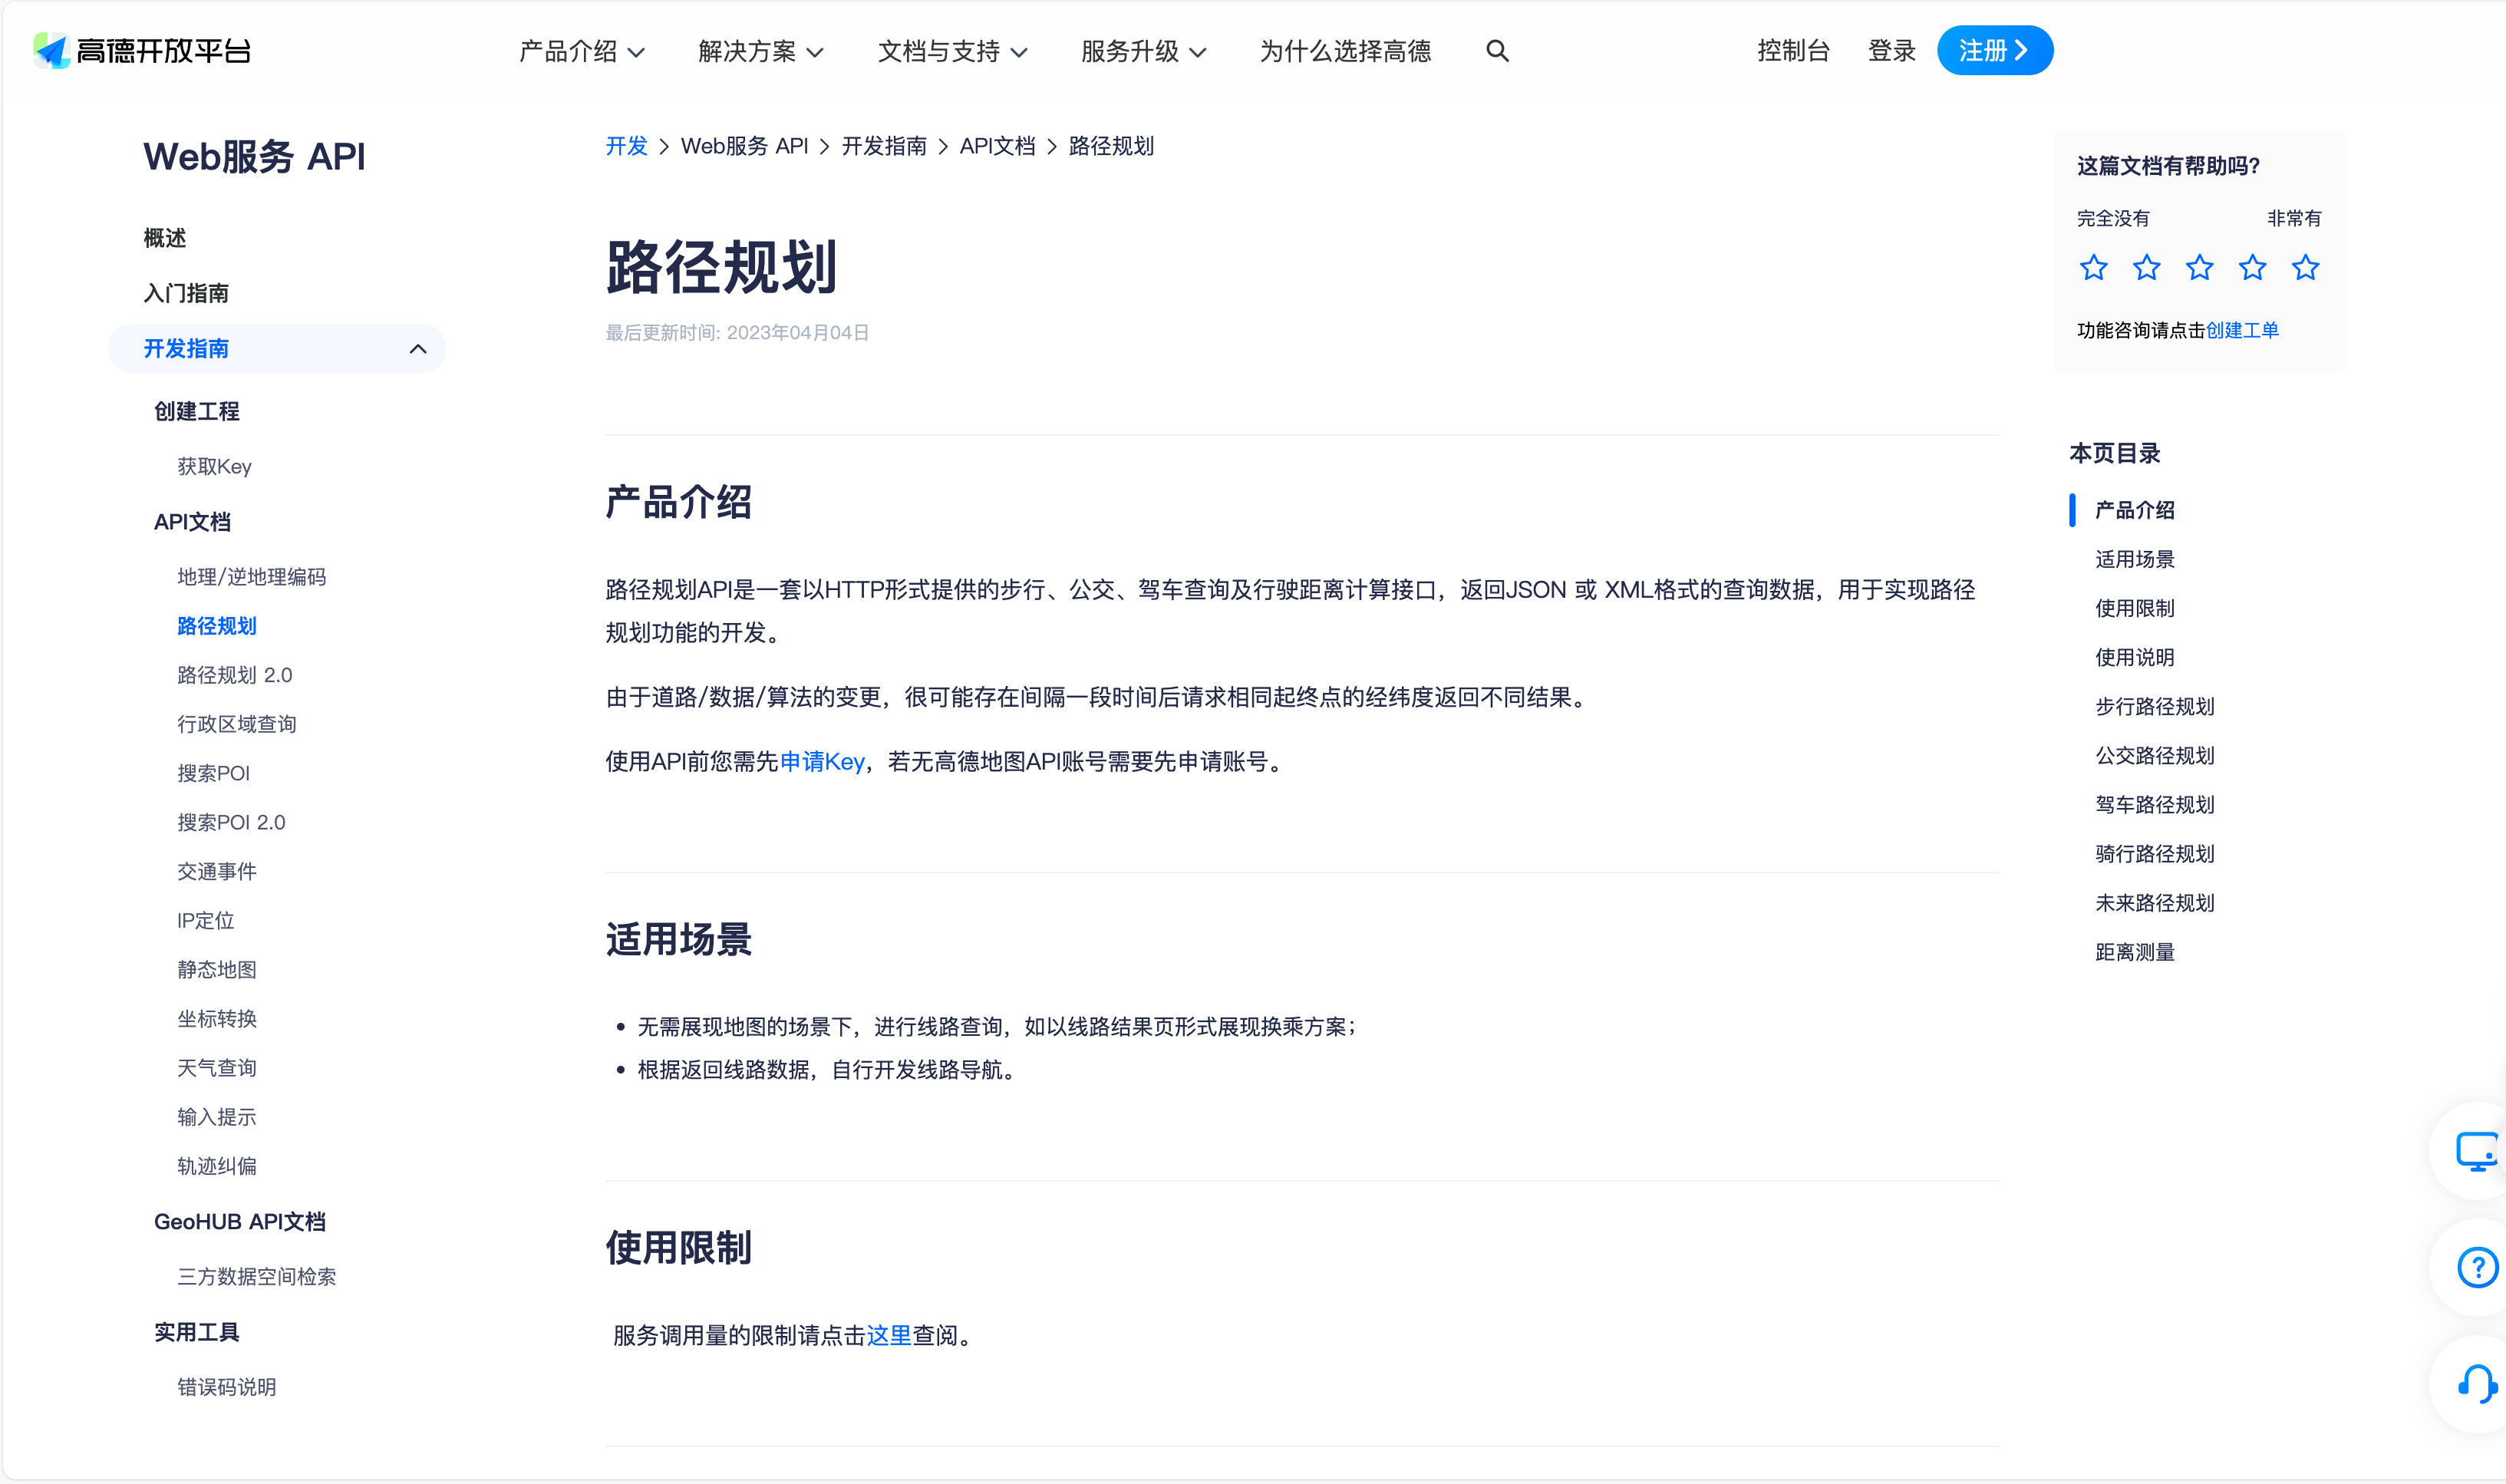 高德开放平台
产品介绍
解决方案
文档与支持
服务升级
为什么选择高德
控制台
登录
注册
Web服务 API
概述
入门指南
开发指南
创建工程
获取Key
API文档
地理/逆地理编码
路径规划
路径规划 2.0
行政区域查询
搜索POI
搜索POI 2.0
交通事件
IP定位
静态地图
坐标转换
天气查询
输入提示
轨迹纠偏
GeoHUB API文档
三方数据空间检索
实用工具
错误码说明
开发 > Web服务 API > 开发指南 > API文档 > 路径规划
路径规划
最后更新时间: 2023年04月04日
产品介绍
路径规划API是一套以HTTP形式提供的步行、公交、驾车查询及行驶距离计算接口，返回JSON 或 XML格式的查询数据，用于实现路径
规划功能的开发。
由于道路/数据/算法的变更，很可能存在间隔一段时间后请求相同起终点的经纬度返回不同结果。
使用API前您需先申请Key，若无高德地图API账号需要先申请账号。
适用场景
• 无需展现地图的场景下，进行线路查询，如以线路结果页形式展现换乘方案；
• 根据返回线路数据，自行开发线路导航。
使用限制
服务调用量的限制请点击这里查阅。
这篇文档有帮助吗？
完全没有
非常有
功能咨询请点击创建工单
本页目录
产品介绍
适用场景
使用限制
使用说明
步行路径规划
公交路径规划
驾车路径规划
骑行路径规划
未来路径规划
距离测量